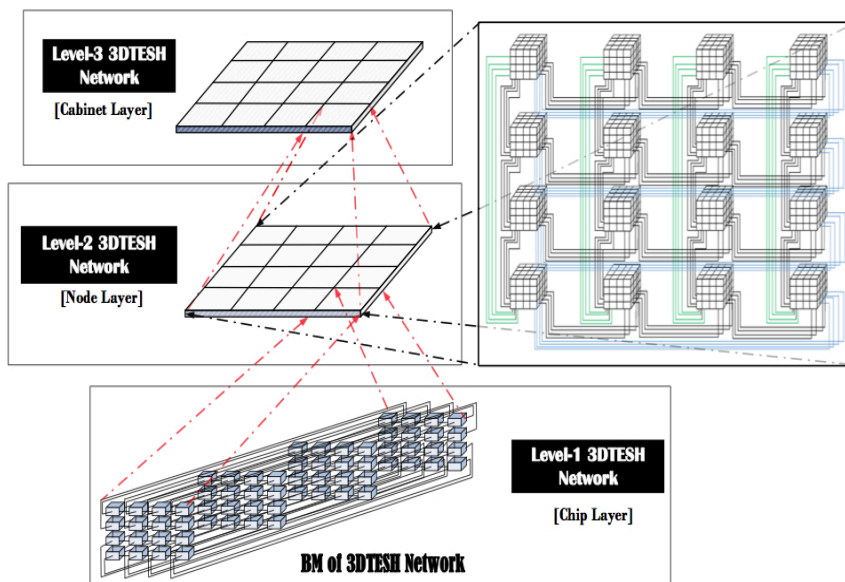 Level-3 3DTESH
Network
[Cabinet Layer]
Level-2 3DTESH
Network
[Node Layer]
Level-1 3DTESH
Network
[Chip Layer]
BM of 3DTESH Network